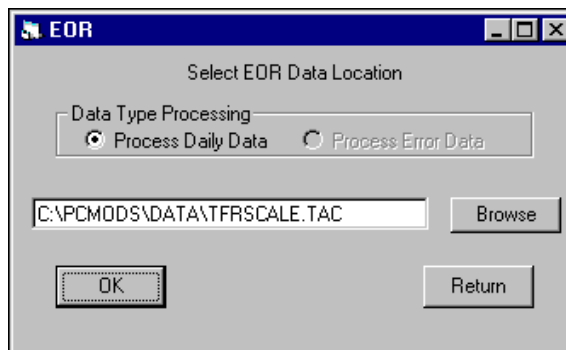 EOR
Select EOR Data Location
Data Type Processing
Process Daily Data Process Error Data
C:\PCMODS\DATA\TFRSCALE.TAC Browse
OK Return